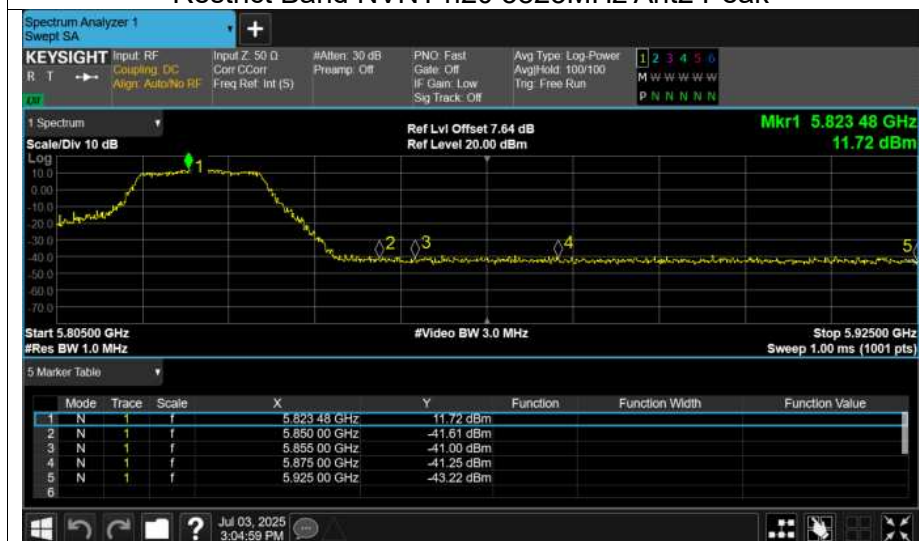 Restrict Band NVNT n20 5825MHz Ant2 Peak
Spectrum Analyzer 1
Swept SA
+
KEYSIGHT
R T
Input: RF
Coupling: DC
Align: Auto/No RF
Input Z: 50 Ω
Corr CCorr
Freq Ref: Int (S)
#Atten: 30 dB
Preamp: Off
PNO: Fast
Gate: Off
IF Gain: Low
Sig Track: Off
Avg Type: Log-Power
Avg|Hold: 100/100
Trig: Free Run
1 2 3 4 5 6
M W W W W W
P N N N N N
1 Spectrum
Scale/Div 10 dB
Ref Lvl Offset 7.64 dB
Ref Level 20.00 dBm
Mkr1 5.823 48 GHz
11.72 dBm
Log
10.0
0.00
-10.0
-20.0
-30.0
-40.0
-50.0
-60.0
-70.0
1
2
3
4
5
Start 5.80500 GHz
#Res BW 1.0 MHz
#Video BW 3.0 MHz
Stop 5.92500 GHz
Sweep 1.00 ms (1001 pts)
5 Marker Table
Mode Trace Scale X Y Function Function Width Function Value
1 N 1 f 5.823 48 GHz 11.72 dBm
2 N 1 f 5.850 00 GHz -41.61 dBm
3 N 1 f 5.855 00 GHz -41.00 dBm
4 N 1 f 5.875 00 GHz -41.25 dBm
5 N 1 f 5.925 00 GHz -43.22 dBm
6
?
Jul 03, 2025
3:04:59 PM